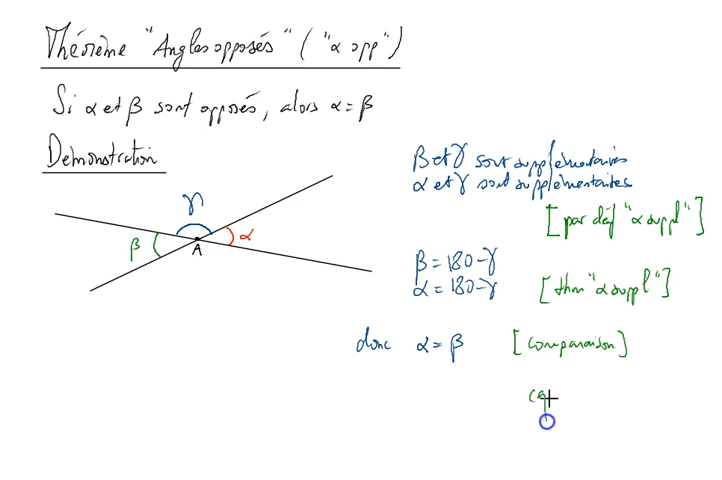 Théorème "Angles opposés" ("α opp")
Si α et β sont opposés, alors α = β
Démonstration
β et γ sont supplémentaires
α et γ sont supplémentaires
[par déf "α suppl"]
γ
β
α
A
β = 180 - γ
α = 180 - γ
[thm "α suppl"]
donc α = β [comparaison]
cq